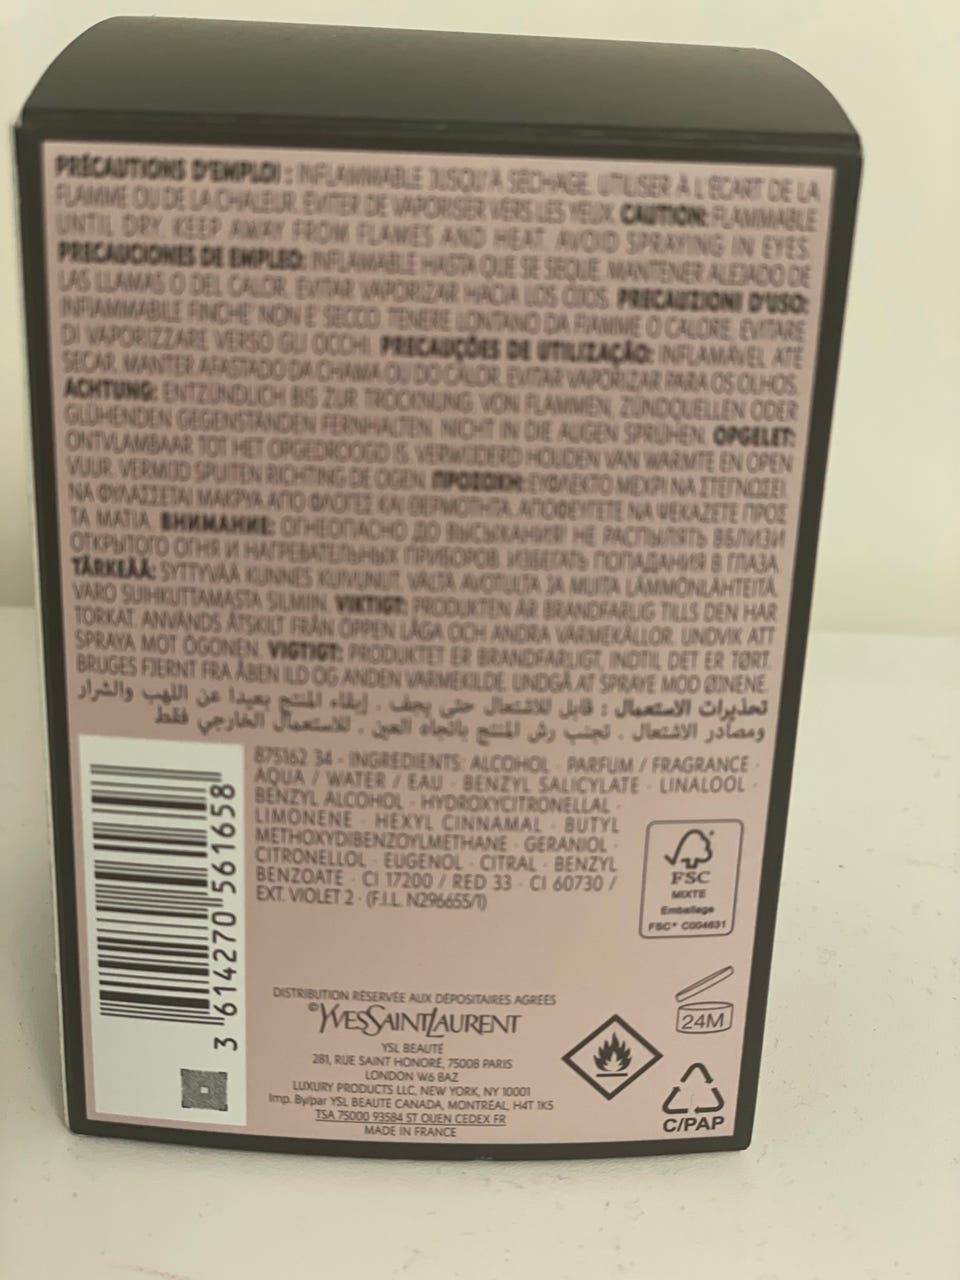 PRÉCAUTIONS D'EMPLOI : INFLAMMABLE JUSQU'À SÉCHAGE. UTILISER À L'ÉCART DE LA
FLAMME OU DE LA CHALEUR. ÉVITER DE VAPORISER VERS LES YEUX. CAUTION: FLAMMABLE
UNTIL DRY. KEEP AWAY FROM FLAMES AND HEAT. AVOID SPRAYING IN EYES.
PRECAUCIONES DE EMPLEO: INFLAMABLE HASTA QUE SE SEQUE. MANTENER ALEJADO DE
LAS LLAMAS O DEL CALOR. EVITAR VAPORIZAR HACIA LOS OJOS. PRECAUZIONI D'USO:
INFIAMMABILE FINCHE' NON E' SECCO TENERE LONTANO DA FIAMME O CALORE. EVITARE
DI VAPORIZZARE VERSO GLI OCCHI. PRECAUÇÕES DE UTILIZAÇÃO: INFLAMÁVEL ATÉ
SECAR. MANTER AFASTADO DA CHAMA OU DO CALOR. EVITAR VAPORIZAR PARA OS OLHOS.
ACHTUNG: ENTZÜNDLICH BIS ZUR TROCKNUNG. VON FLAMMEN, ZÜNDQUELLEN ODER
GLÜHENDEN GEGENSTÄNDEN FERNHALTEN. NICHT IN DIE AUGEN SPRÜHEN. OPGELET:
ONTVLAMBAAR TOT HET OPGEDROOGD IS. VERWIJDERD HOUDEN VAN WARMTE EN OPEN
VUUR. VERMIJD SPUITEN RICHTING DE OGEN. ΠΡΟΣΟΧΗ: ΕΥΦΛΕΚΤΟ ΜΕΧΡΙ ΝΑ ΣΤΕΓΝΩΣΕΙ.
ΝΑ ΦΥΛΑΣΣΕΤΑΙ ΜΑΚΡΥΑ ΑΠΟ ΦΛΟΓΕΣ ΚΑΙ ΘΕΡΜΟΤΗΤΑ. ΑΠΟΦΕΥΓΕΤΕ ΝΑ ΨΕΚΑΖΕΤΕ ΠΡΟΣ
ΤΑ ΜΑΤΙΑ. ВНИМАНИЕ: ОГНЕОПАСНО ДО ВЫСЫХАНИЯ! НЕ РАСПЫЛЯТЬ ВБЛИЗИ
ОТКРЫТОГО ОГНЯ И НАГРЕВАТЕЛЬНЫХ ПРИБОРОВ. ИЗБЕГАТЬ ПОПАДАНИЯ В ГЛАЗА.
TÄRKEÄÄ: SYTTYVÄÄ KUNNES KUIVUNUT. VÄLTÄ AVOTULTA JA MUITA LÄMMÖNLÄHTEITÄ.
VARO SUIHKUTTAMASTA SILMIIN. VIKTIGT: PRODUKTEN ÄR BRANDFARLIG TILLS DEN HAR
TORKAT. ANVÄNDS ÅTSKILT FRÅN ÖPPEN LÅGA OCH ANDRA VÄRMEKÄLLOR. UNDVIK ATT
SPRAYA MOT ÖGONEN. VIGTIGT: PRODUKTET ER BRANDFARLIGT, INDTIL DET ER TØRT.
BRUGES FJERNT FRA ÅBEN ILD OG ANDEN VARMEKILDE. UNDGÅ AT SPRAYE MOD ØJNENE.
تحذيرات الاستعمال : قابل للاشتعال حتى يجف . إبقاء المنتج بعيدا عن اللهب والشرار
ومصادر الاشتعال . تجنب رش المنتج باتجاه العين . للاستعمال الخارجي فقط
875162 34 - INGREDIENTS: ALCOHOL · PARFUM / FRAGRANCE ·
AQUA / WATER / EAU · BENZYL SALICYLATE · LINALOOL ·
BENZYL ALCOHOL · HYDROXYCITRONELLAL ·
LIMONENE · HEXYL CINNAMAL · BUTYL
METHOXYDIBENZOYLMETHANE · GERANIOL ·
CITRONELLOL · EUGENOL · CITRAL · BENZYL
BENZOATE · CI 17200 / RED 33 · CI 60730 /
EXT. VIOLET 2 · (F.I.L. N296655/1)
3 614270 561658
FSC
MIXTE
Emballage
FSC® C004631
24M
DISTRIBUTION RÉSERVÉE AUX DÉPOSITAIRES AGRÉÉS
©YVESSAINTLAURENT
YSL BEAUTÉ
281, RUE SAINT HONORÉ, 75008 PARIS
LONDON W6 8AZ
LUXURY PRODUCTS LLC, NEW YORK, NY 10001
Imp. By/par YSL BEAUTÉ CANADA, MONTRÉAL, H4T 1K5
TSA 75000 93584 ST OUEN CEDEX FR
MADE IN FRANCE
C/PAP